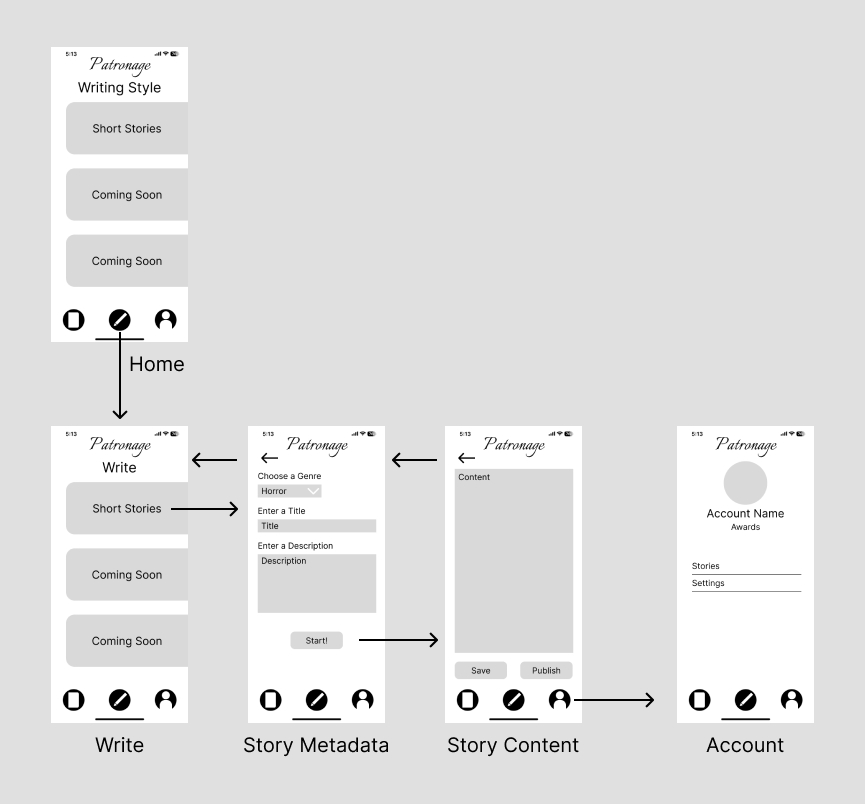 5:13
Patronage
Writing Style
Short Stories
Coming Soon
Coming Soon
Home
5:13
Patronage
Write
Short Stories
Coming Soon
Coming Soon
Write
5:13
Patronage
Choose a Genre
Horror
Enter a Title
Title
Enter a Description
Description
Start!
Story Metadata
5:13
Patronage
Content
Save
Publish
Story Content
5:13
Patronage
Account Name
Awards
Stories
Settings
Account